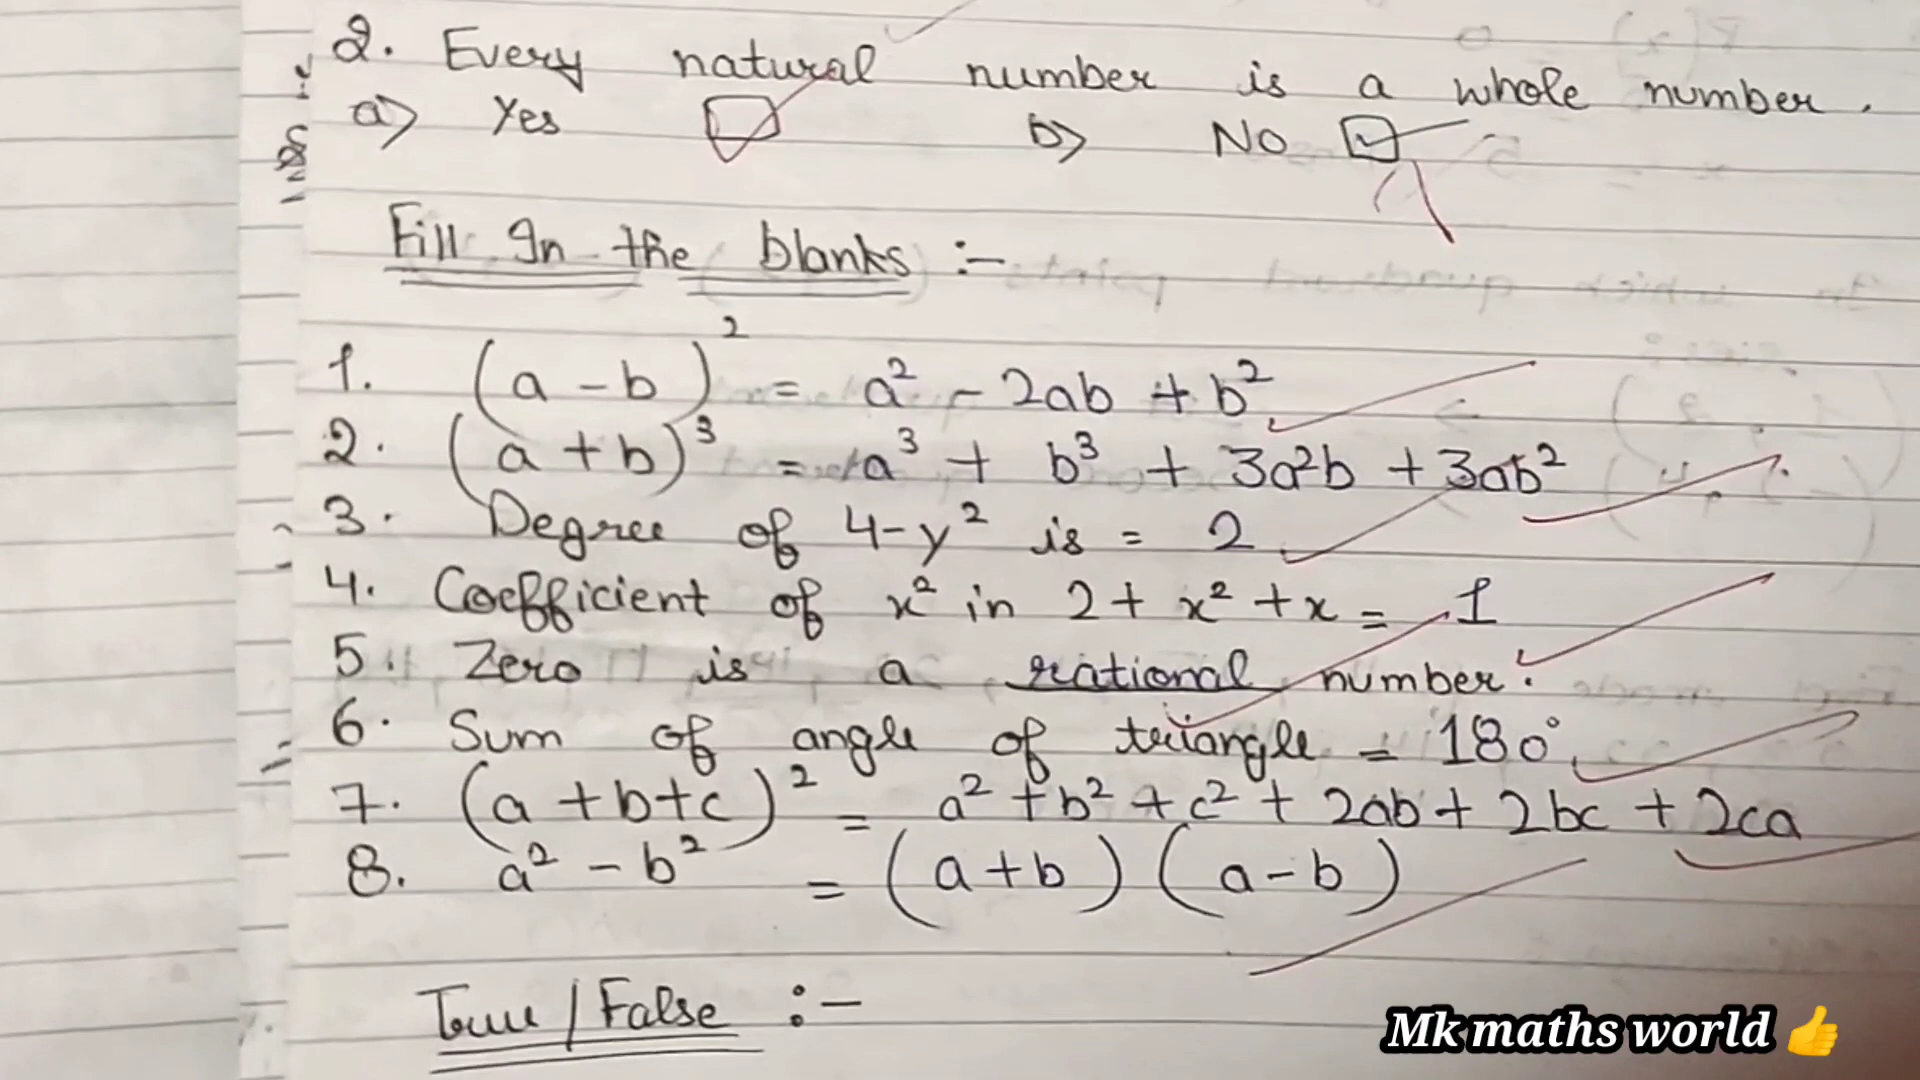 2. Every natural number is a whole number.
a) Yes b) No
Fill In the blanks :-
1. (a - b)² = a² - 2ab + b²
2. (a + b)³ = a³ + b³ + 3a²b + 3ab²
3. Degree of 4-y² is = 2
4. Coefficient of x² in 2 + x² + x = 1
5. Zero is a rational number.
6. Sum of angle of triangle = 180°
7. (a + b + c)² = a² + b² + c² + 2ab + 2bc + 2ca
8. a² - b² = (a + b) (a - b)
True / False :-
Mk maths world 👍